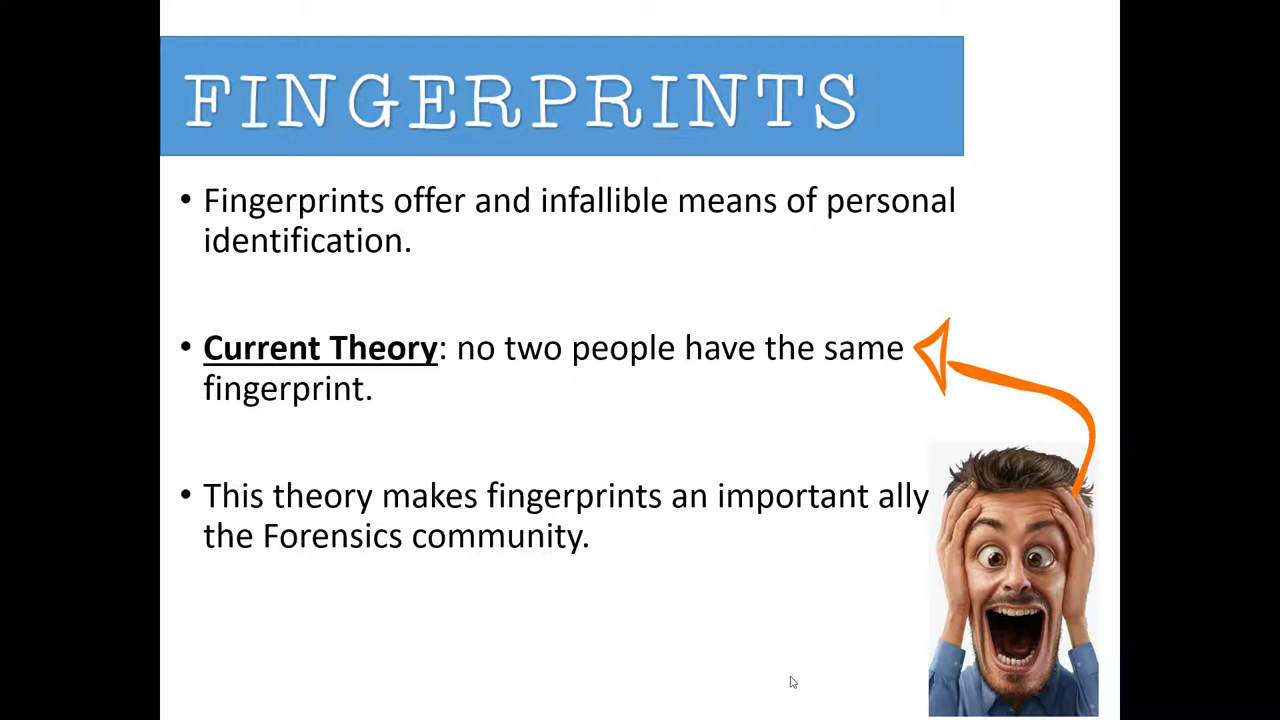 FINGERPRINTS
• Fingerprints offer and infallible means of personal
identification.
• Current Theory: no two people have the same
fingerprint.
• This theory makes fingerprints an important ally
the Forensics community.